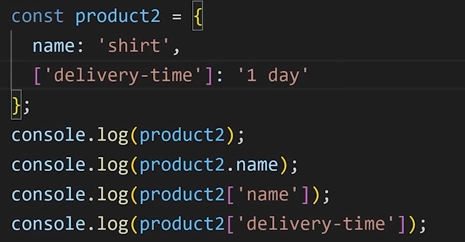 const product2 = {
  name: 'shirt',
  ['delivery-time']: '1 day'
};
console.log(product2);
console.log(product2.name);
console.log(product2['name']);
console.log(product2['delivery-time']);